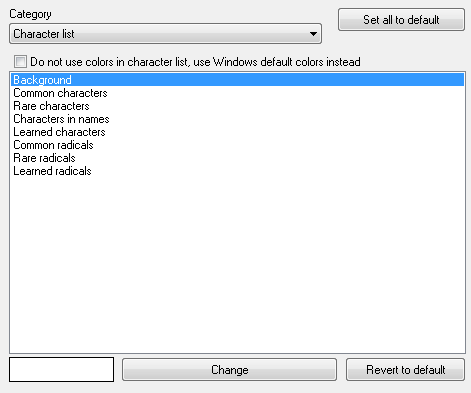 Category
Set all to default
Character list
Do not use colors in character list, use Windows default colors instead
Background
Common characters
Rare characters
Characters in names
Learned characters
Common radicals
Rare radicals
Learned radicals
Change
Revert to default